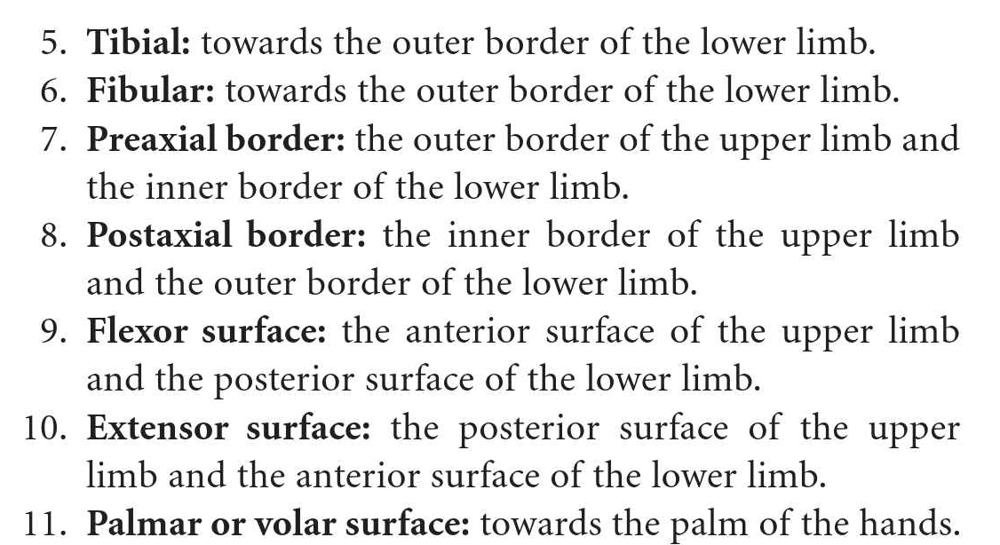 5. Tibial: towards the outer border of the lower limb.
6. Fibular: towards the outer border of the lower limb.
7. Preaxial border: the outer border of the upper limb and
the inner border of the lower limb.
8. Postaxial border: the inner border of the upper limb
and the outer border of the lower limb.
9. Flexor surface: the anterior surface of the upper limb
and the posterior surface of the lower limb.
10. Extensor surface: the posterior surface of the upper
limb and the anterior surface of the lower limb.
11. Palmar or volar surface: towards the palm of the hands.